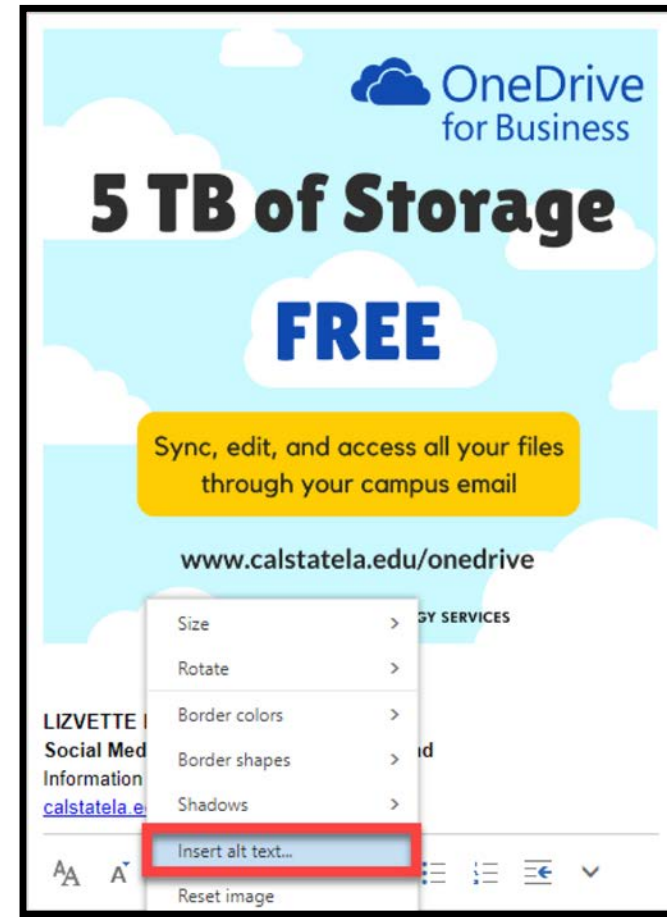 OneDrive
for Business
5 TB of Storage
FREE
Sync, edit, and access all your files
through your campus email
www.calstatela.edu/onedrive
SERVICES
Size
Rotate
Border colors
Border shapes
Shadows
Insert alt text...
Reset image
LIZVETTE
Social Med
Information
calstatela.e